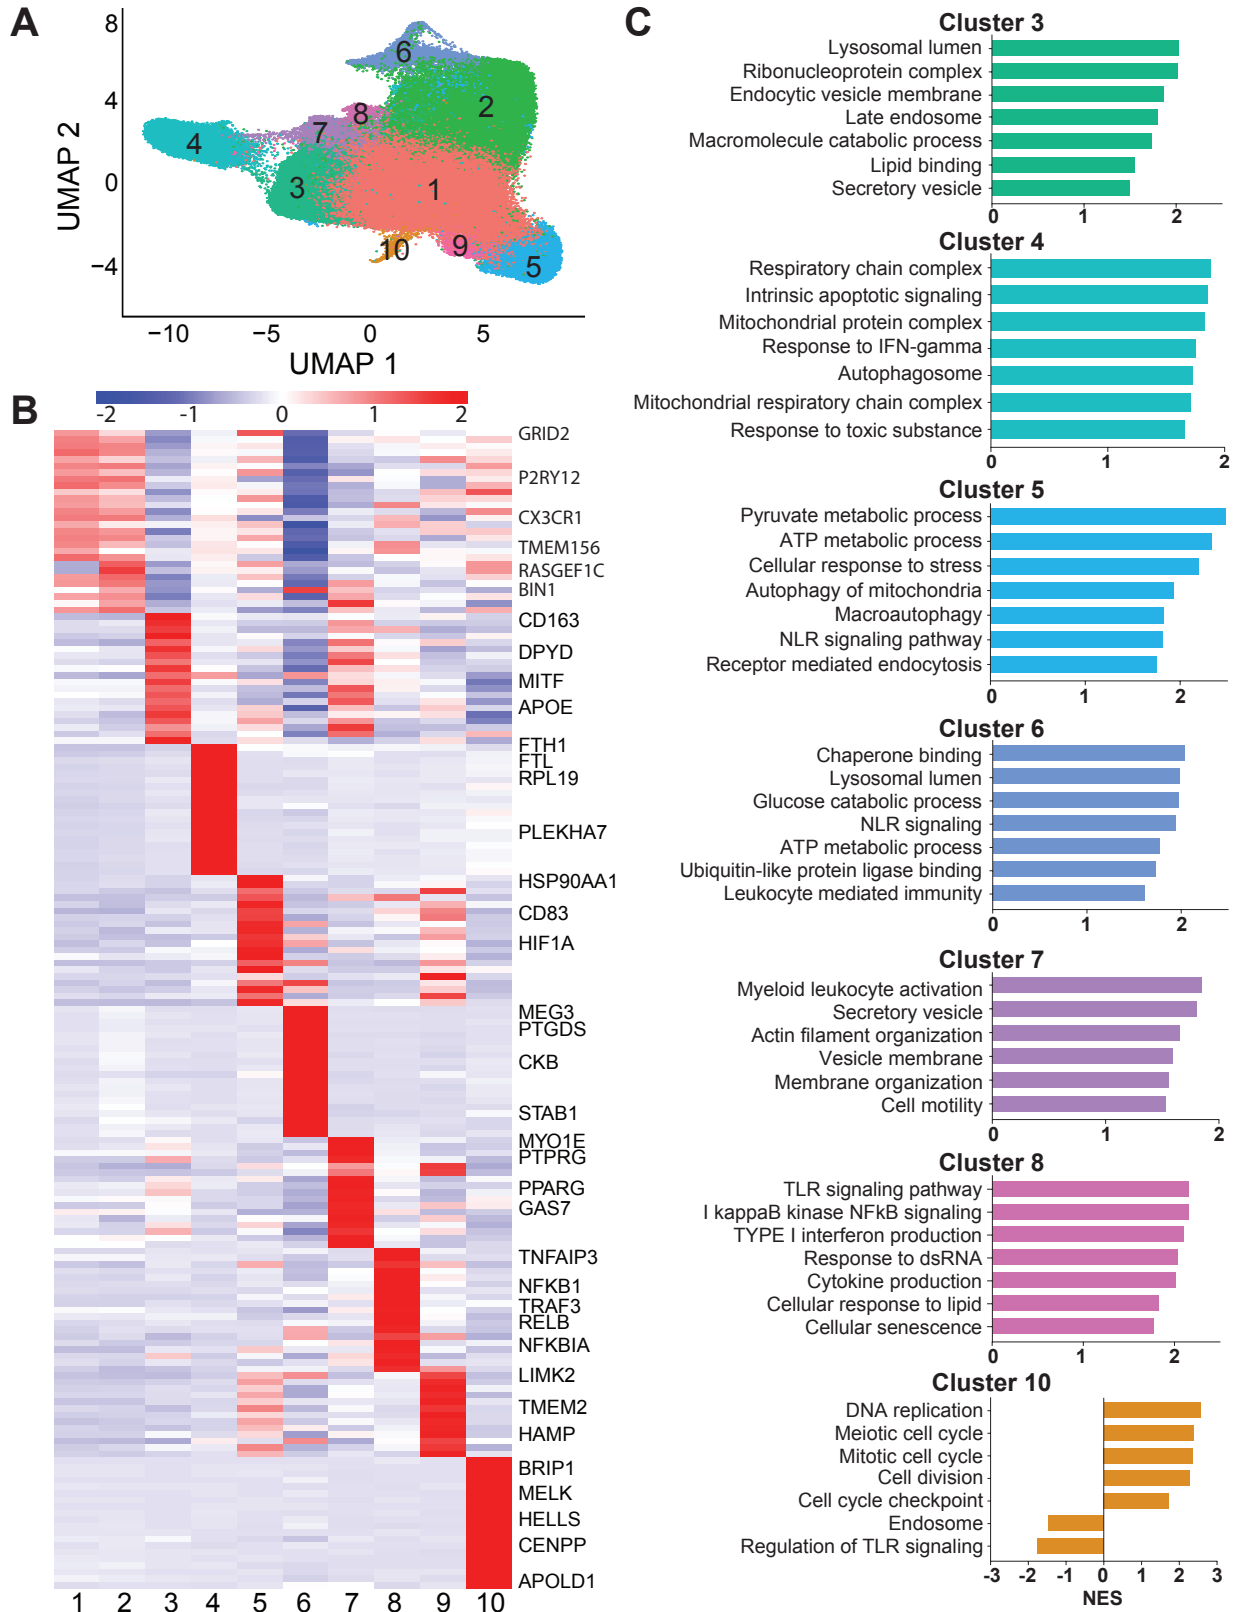 A
8
4
0
−4
UMAP 2
6
2
8
7
4
3
1
10
9
5
−10
−5
0
5
UMAP 1
B
-2
-1
0
1
2
GRID2
P2RY12
CX3CR1
TMEM156
RASGEF1C
BIN1
CD163
DPYD
MITF
APOE
FTH1
FTL
RPL19
PLEKHA7
HSP90AA1
CD83
HIF1A
MEG3
PTGDS
CKB
STAB1
MYO1E
PTPRG
PPARG
GAS7
TNFAIP3
NFKB1
TRAF3
RELB
NFKBIA
LIMK2
TMEM2
HAMP
BRIP1
MELK
HELLS
CENPP
APOLD1
1 2 3 4 5 6 7 8 9 10
C
Cluster 3
Lysosomal lumen
Ribonucleoprotein complex
Endocytic vesicle membrane
Late endosome
Macromolecule catabolic process
Lipid binding
Secretory vesicle
0 1 2
Cluster 4
Respiratory chain complex
Intrinsic apoptotic signaling
Mitochondrial protein complex
Response to IFN-gamma
Autophagosome
Mitochondrial respiratory chain complex
Response to toxic substance
0 1 2
Cluster 5
Pyruvate metabolic process
ATP metabolic process
Cellular response to stress
Autophagy of mitochondria
Macroautophagy
NLR signaling pathway
Receptor mediated endocytosis
0 1 2
Cluster 6
Chaperone binding
Lysosomal lumen
Glucose catabolic process
NLR signaling
ATP metabolic process
Ubiquitin-like protein ligase binding
Leukocyte mediated immunity
0 1 2
Cluster 7
Myeloid leukocyte activation
Secretory vesicle
Actin filament organization
Vesicle membrane
Membrane organization
Cell motility
0 1 2
Cluster 8
TLR signaling pathway
I kappaB kinase NFkB signaling
TYPE I interferon production
Response to dsRNA
Cytokine production
Cellular response to lipid
Cellular senescence
0 1 2
Cluster 10
DNA replication
Meiotic cell cycle
Mitotic cell cycle
Cell division
Cell cycle checkpoint
Endosome
Regulation of TLR signaling
-3 -2 -1 0 1 2 3
NES